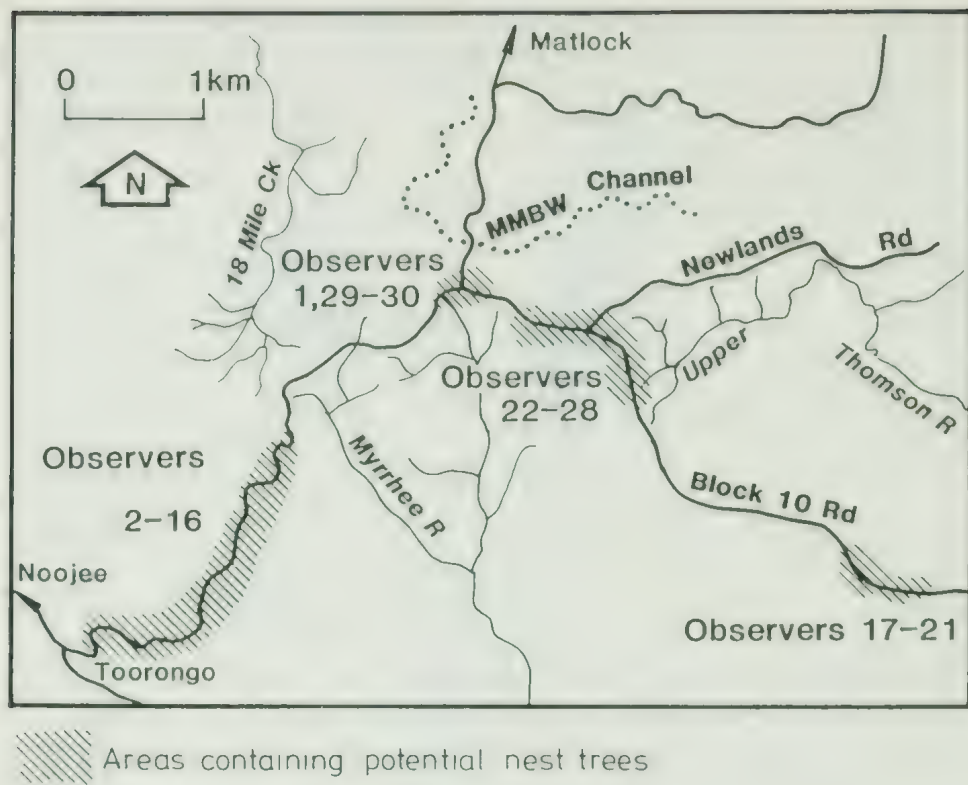 Matlock
0 1km
N
18 Mile Ck
MMBW Channel
Newlands Rd
Observers
1,29-30
Observers
22-28
Upper
Thomson R
Observers
2-16
Myrrhee R
Block 10 Rd
Noojee
Toorongo
Observers 17-21
Areas containing potential nest trees